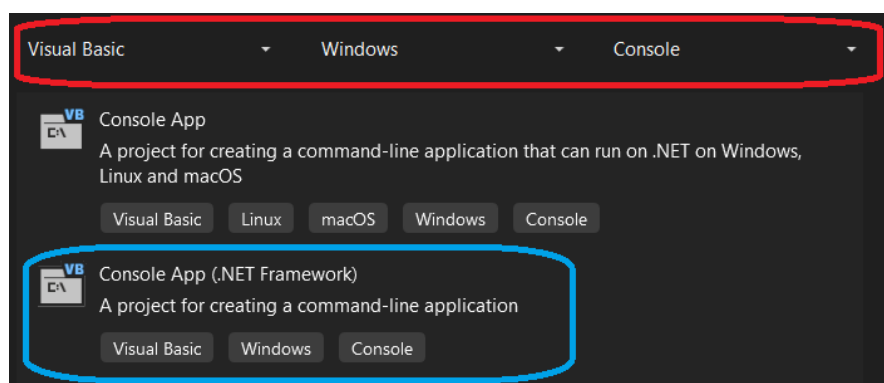 Visual Basic Windows Console
VB
C:\
Console App
A project for creating a command-line application that can run on .NET on Windows,
Linux and macOS
Visual Basic Linux macOS Windows Console
VB
C:\
Console App (.NET Framework)
A project for creating a command-line application
Visual Basic Windows Console